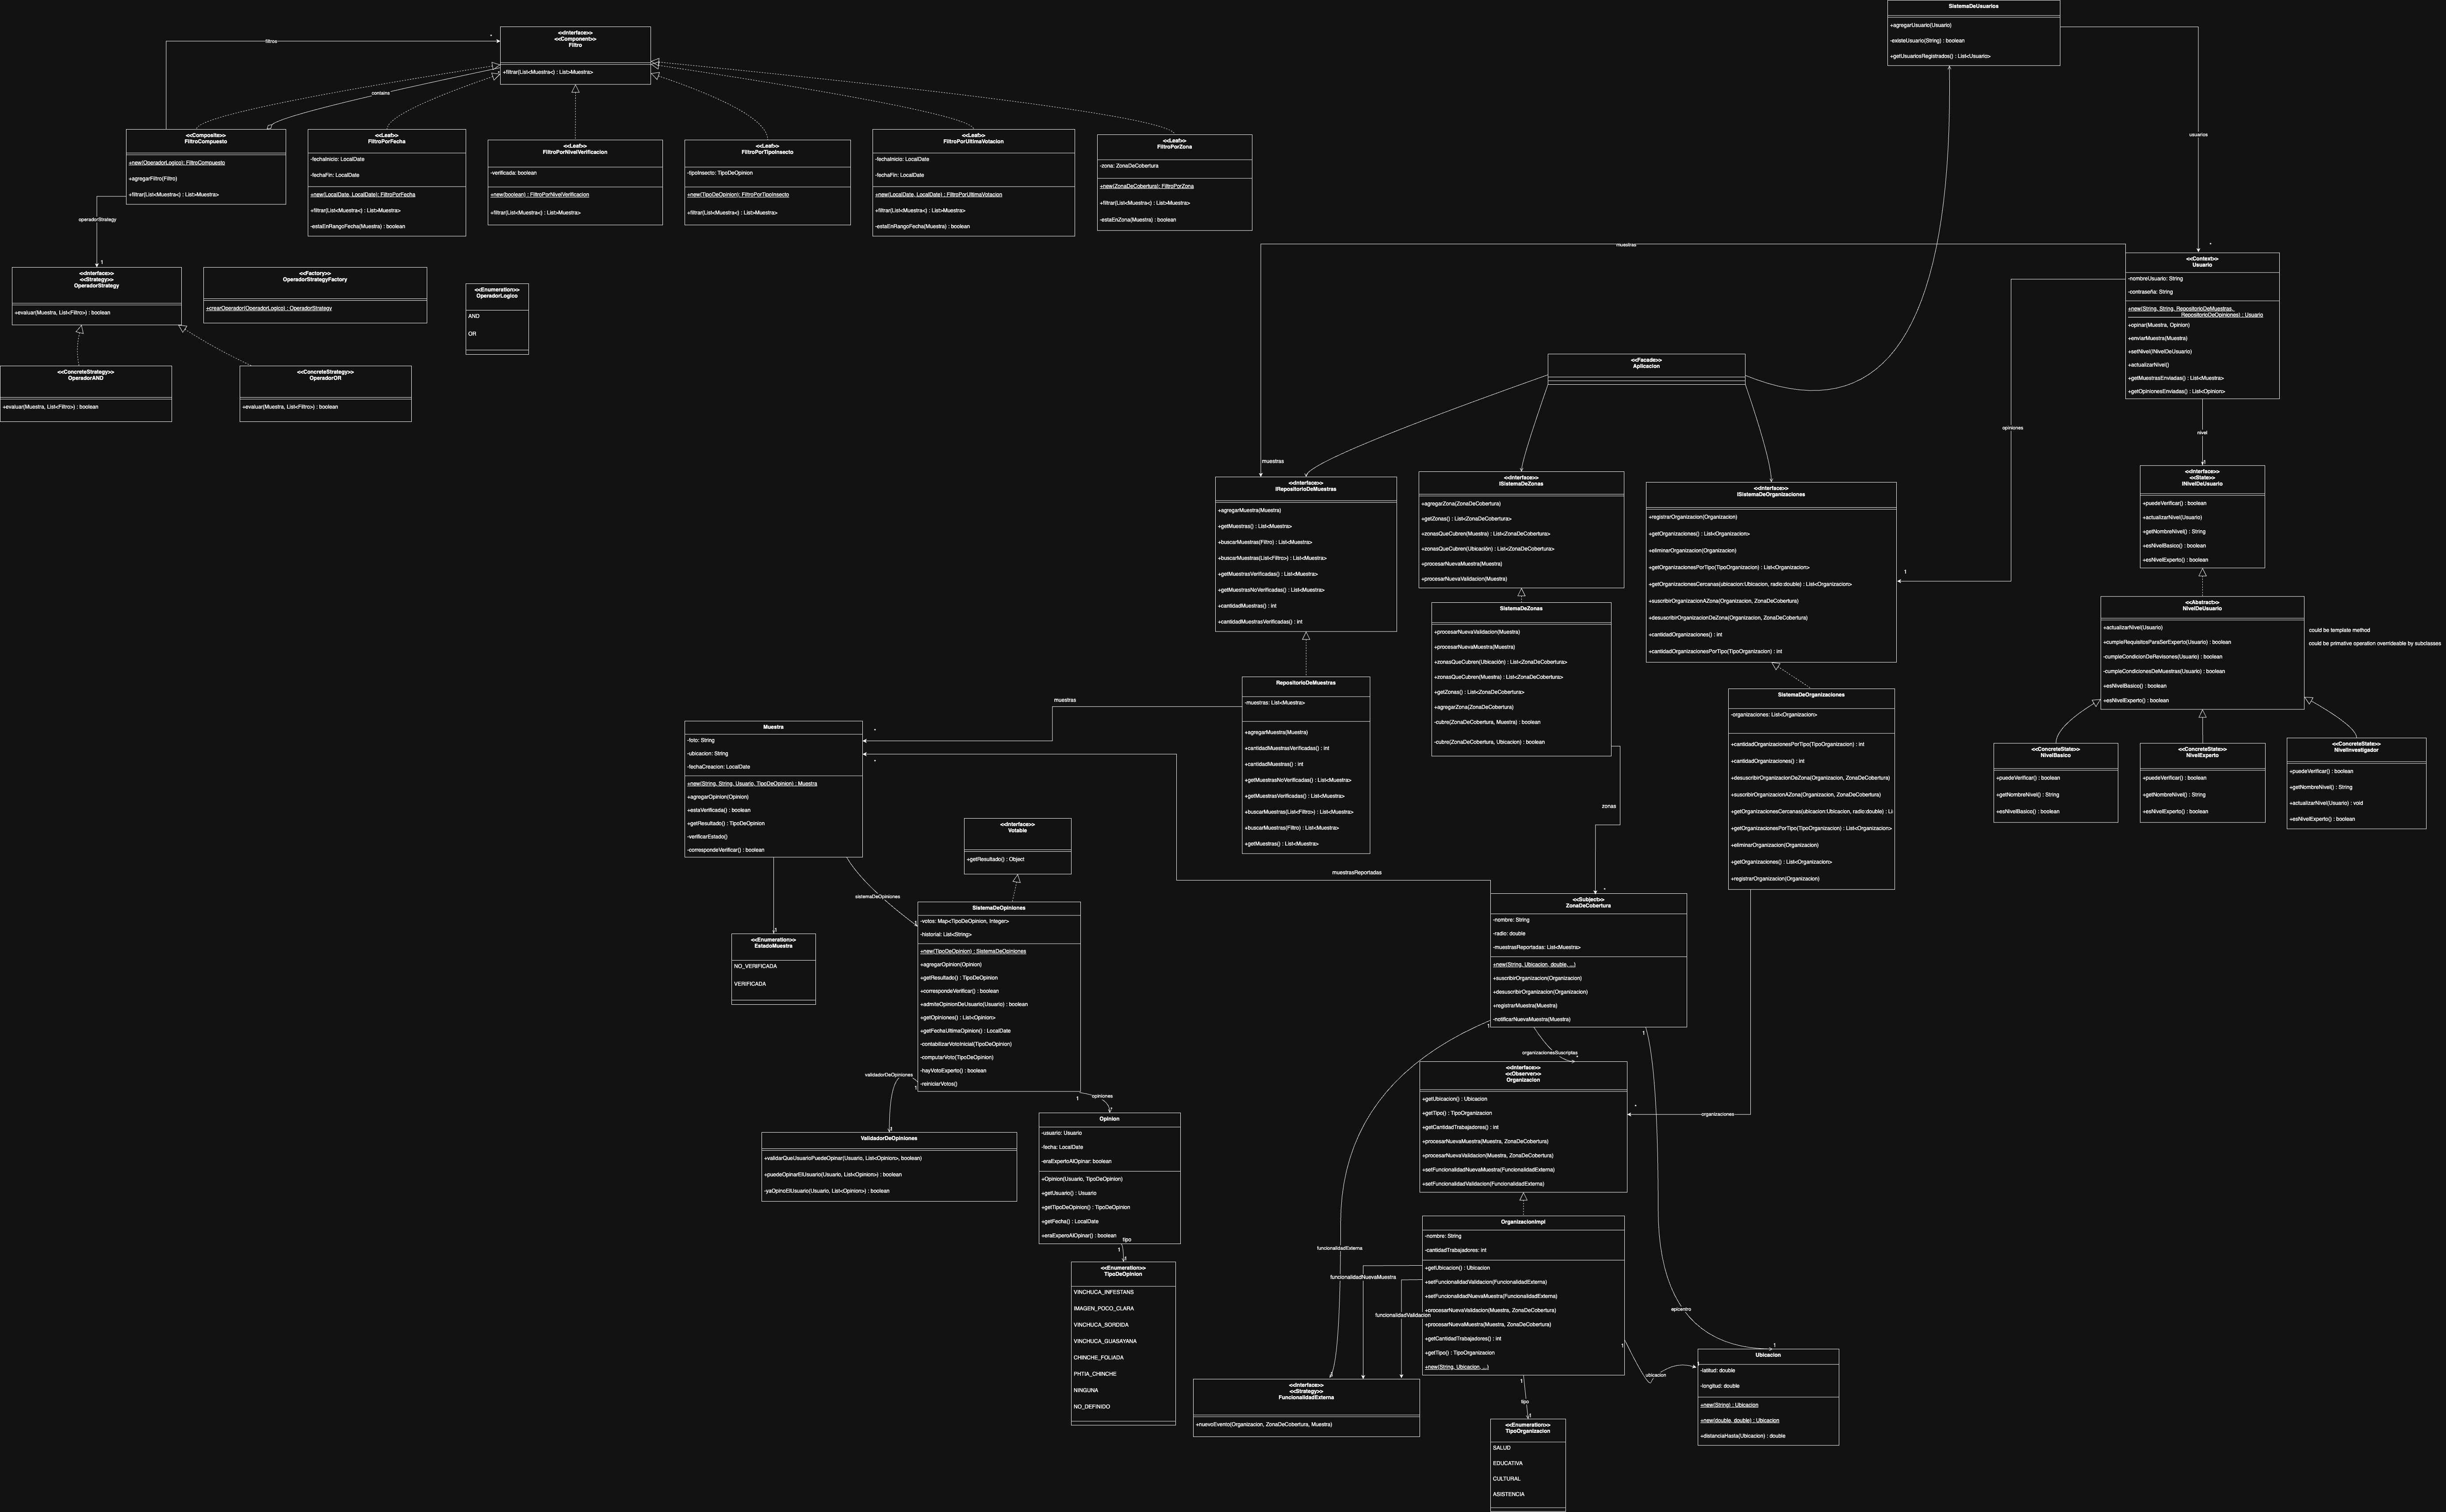 <<Interface>>
<<Component>>
Filtro
+filtrar(List<Muestra<) : List>Muestra>
filtros
*
contains
<<Composite>>
FiltroCompuesto
+new(OperadorLogico): FiltroCompuesto
+agregarFiltro(Filtro)
+filtrar(List<Muestra<) : List>Muestra>
<<Leaf>>
FiltroPorFecha
-fechaInicio: LocalDate
-fechaFin: LocalDate
+new(LocalDate, LocalDate): FiltroPorFecha
+filtrar(List<Muestra<) : List>Muestra>
-estaEnRangoFecha(Muestra) : boolean
<<Leaf>>
FiltroPorNivelVerificacion
-verificada: boolean
+new(boolean) : FiltroPorNivelVerificacion
+filtrar(List<Muestra<) : List>Muestra>
<<Leaf>>
FiltroPorTipoInsecto
-tipoInsecto: TipoDeOpinion
+new(TipoDeOpinion): FiltroPorTipoInsecto
+filtrar(List<Muestra<) : List>Muestra>
<<Leaf>>
FiltroPorUltimaVotacion
-fechaInicio: LocalDate
-fechaFin: LocalDate
+new(LocalDate, LocalDate) : FiltroPorUltimaVotacion
+filtrar(List<Muestra<) : List>Muestra>
-estaEnRangoFecha(Muestra) : boolean
<<Leaf>>
FiltroPorZona
-zona: ZonaDeCobertura
+new(ZonaDeCobertura): FiltroPorZona
+filtrar(List<Muestra<) : List>Muestra>
-estaEnZona(Muestra) : boolean
operadorStrategy
1
<<Interface>>
<<Strategy>>
OperadorStrategy
+evaluar(Muestra, List<Filtro>) : boolean
<<Factory>>
OperadorStrategyFactory
+crearOperador(OperadorLogico) : OperadorStrategy
<<Enumeration>>
OperadorLogico
AND
OR
<<ConcreteStrategy>>
OperadorAND
+evaluar(Muestra, List<Filtro>) : boolean
<<ConcreteStrategy>>
OperadorOR
+evaluar(Muestra, List<Filtro>) : boolean
SistemaDeUsuarios
+agregarUsuario(Usuario)
-existeUsuario(String) : boolean
+getUsuariosRegistrados() : List<Usuario>
usuarios
*
muestras
<<Context>>
Usuario
-nombreUsuario: String
-contraseña: String
+new(String, String, RepositorioDeMuestras,
RepositorioDeOpiniones) : Usuario
+opinar(Muestra, Opinion)
+enviarMuestra(Muestra)
+setNivel(INivelDeUsuario)
+actualizarNivel()
+getMuestrasEnviadas() : List<Muestra>
+getOpinionesEnviadas() : List<Opinion>
opiniones
nivel
1
<<Facade>>
Aplicacion
muestras
<<Interface>>
IRepositorioDeMuestras
+agregarMuestra(Muestra)
+getMuestras() : List<Muestra>
+buscarMuestras(Filtro) : List<Muestra>
+buscarMuestras(List<Filtro>) : List<Muestra>
+getMuestrasVerificadas() : List<Muestra>
+getMuestrasNoVerificadas() : List<Muestra>
+cantidadMuestras() : int
+cantidadMuestrasVerificadas() : int
<<Interface>>
ISistemaDeZonas
+agregarZona(ZonaDeCobertura)
+getZonas() : List<ZonaDeCobertura>
+zonasQueCubren(Muestra) : List<ZonaDeCobertura>
+zonasQueCubren(Ubicación) : List<ZonaDeCobertura>
+procesarNuevaMuestra(Muestra)
+procesarNuevaValidacion(Muestra)
<<Interface>>
ISistemaDeOrganizaciones
+registrarOrganizacion(Organizacion)
+getOrganizaciones() : List<Organizacion>
+eliminarOrganizacion(Organizacion)
+getOrganizacionesPorTipo(TipoOrganizacion) : List<Organizacion>
+getOrganizacionesCercanas(ubicacion:Ubicacion, radio:double) : List<Organizacion>
+suscribirOrganizacionAZona(Organizacion, ZonaDeCobertura)
+desuscribirOrganizacionDeZona(Organizacion, ZonaDeCobertura)
+cantidadOrganizaciones() : int
+cantidadOrganizacionesPorTipo(TipoOrganizacion) : int
1
<<Interface>>
<<State>>
INivelDeUsuario
+puedeVerificar() : boolean
+actualizarNivel(Usuario)
+getNombreNivel() : String
+esNivelBasico() : boolean
+esNivelExperto() : boolean
<<Abstract>>
NivelDeUsuario
+actualizarNivel(Usuario)
+cumpleRequisitosParaSerExperto(Usuario) : boolean
-cumpleCondicionDeRevisones(Usuario) : boolean
-cumpleCondicionesDeMuestras(Usuario) : boolean
+esNivelBasico() : boolean
+esNivelExperto() : boolean
could be template method
could be primative operation overrideable by subclasses
<<ConcreteState>>
NivelBasico
+puedeVerificar() : boolean
+getNombreNivel() : String
+esNivelBasico() : boolean
<<ConcreteState>>
NivelExperto
+puedeVerificar() : boolean
+getNombreNivel() : String
+esNivelExperto() : boolean
<<ConcreteState>>
NivelInvestigador
+puedeVerificar() : boolean
+getNombreNivel() : String
+actualizarNivel(Usuario) : void
+esNivelExperto() : boolean
SistemaDeZonas
+procesarNuevaValidacion(Muestra)
+procesarNuevaMuestra(Muestra)
+zonasQueCubren(Ubicación) : List<ZonaDeCobertura>
+zonasQueCubren(Muestra) : List<ZonaDeCobertura>
+getZonas() : List<ZonaDeCobertura>
+agregarZona(ZonaDeCobertura)
-cubre(ZonaDeCobertura, Muestra) : boolean
-cubre(ZonaDeCobertura, Ubicacion) : boolean
zonas
*
RepositorioDeMuestras
-muestras: List<Muestra>
+agregarMuestra(Muestra)
+cantidadMuestrasVerificadas() : int
+cantidadMuestras() : int
+getMuestrasNoVerificadas() : List<Muestra>
+getMuestrasVerificadas() : List<Muestra>
+buscarMuestras(List<Filtro>) : List<Muestra>
+buscarMuestras(Filtro) : List<Muestra>
+getMuestras() : List<Muestra>
SistemaDeOrganizaciones
-organizaciones: List<Organizacion>
+cantidadOrganizacionesPorTipo(TipoOrganizacion) : int
+cantidadOrganizaciones() : int
+desuscribirOrganizacionDeZona(Organizacion, ZonaDeCobertura)
+suscribirOrganizacionAZona(Organizacion, ZonaDeCobertura)
+getOrganizacionesCercanas(ubicacion:Ubicacion, radio:double) : Li
+getOrganizacionesPorTipo(TipoOrganizacion) : List<Organizacion>
+eliminarOrganizacion(Organizacion)
+getOrganizaciones() : List<Organizacion>
+registrarOrganizacion(Organizacion)
muestras
*
*
Muestra
-foto: String
-ubicacion: String
-fechaCreacion: LocalDate
+new(String, String, Usuario, TipoDeOpinion) : Muestra
+agregarOpinion(Opinion)
+estaVerificada() : boolean
+getResultado() : TipoDeOpinion
-verificarEstado()
-correspondeVerificar() : boolean
sistemaDeOpiniones
1
1
<<Enumeration>>
EstadoMuestra
NO_VERIFICADA
VERIFICADA
<<Interface>>
Votable
+getResultado() : Object
muestrasReportadas
SistemaDeOpiniones
-votos: Map<TipoDeOpinion, Integer>
-historial: List<String>
+new(TipoDeOpinion) : SistemaDeOpiniones
+agregarOpinion(Opinion)
+getResultado() : TipoDeOpinion
+correspondeVerificar() : boolean
+admiteOpinionDeUsuario(Usuario) : boolean
+getOpiniones() : List<Opinion>
+getFechaUltimaOpinion() : LocalDate
-contabilizarVotoInicial(TipoDeOpinion)
-computarVoto(TipoDeOpinion)
-hayVotoExperto() : boolean
-reiniciarVotos()
validadorDeOpiniones
1
1
opiniones
1
*
ValidadorDeOpiniones
+validarQueUsuarioPuedeOpinar(Usuario, List<Opinion>, boolean)
+puedeOpinarElUsuario(Usuario, List<Opinion>) : boolean
-yaOpinoElUsuario(Usuario, List<Opinion>) : boolean
Opinion
-usuario: Usuario
-fecha: LocalDate
-eraExpertoAlOpinar: boolean
+Opinion(Usuario, TipoDeOpinion)
+getUsuario() : Usuario
+getTipoDeOpinion() : TipoDeOpinion
+getFecha() : LocalDate
+eraExperoAlOpinar() : boolean
tipo
1
1
<<Enumeration>>
TipoDeOpinion
VINCHUCA_INFESTANS
IMAGEN_POCO_CLARA
VINCHUCA_SORDIDA
VINCHUCA_GUASAYANA
CHINCHE_FOLIADA
PHTIA_CHINCHE
NINGUNA
NO_DEFINIDO
<<Subject>>
ZonaDeCobertura
-nombre: String
-radio: double
-muestrasReportadas: List<Muestra>
+new(String, Ubicacion, double, ...)
+suscribirOrganizacion(Organizacion)
+desuscribirOrganizacion(Organizacion)
+registrarMuestra(Muestra)
-notificarNuevaMuestra(Muestra)
1
1
organizacionesSuscriptas
*
<<Interface>>
<<Observer>>
Organizacion
+getUbicacion() : Ubicacion
+getTipo() : TipoOrganizacion
+getCantidadTrabajadores() : int
+procesarNuevaMuestra(Muestra, ZonaDeCobertura)
+procesarNuevaValidacion(Muestra, ZonaDeCobertura)
+setFuncionalidadNuevaMuestra(FuncionalidadExterna)
+setFuncionalidadValidacion(FuncionalidadExterna)
*
organizaciones
OrganizacionImpl
-nombre: String
-cantidadTrabajadores: int
+getUbicacion() : Ubicacion
+setFuncionalidadValidacion(FuncionalidadExterna)
+setFuncionalidadNuevaMuestra(FuncionalidadExterna)
+procesarNuevaValidacion(Muestra, ZonaDeCobertura)
+procesarNuevaMuestra(Muestra, ZonaDeCobertura)
+getCantidadTrabajadores() : int
+getTipo() : TipoOrganizacion
+new(String, Ubicacion, ...)
funcionalidadExterna
funcionalidadNuevaMuestra
funcionalidadValidacion
epicentro
1
1
ubicacion
1
<<Interface>>
<<Strategy>>
FuncionalidadExterna
+nuevoEvento(Organizacion, ZonaDeCobertura, Muestra)
1
tipo
1
<<Enumeration>>
TipoOrganizacion
SALUD
EDUCATIVA
CULTURAL
ASISTENCIA
Ubicacion
-latitud: double
-longitud: double
+new(String) : Ubicacion
+new(double, double) : Ubicacion
+distanciaHasta(Ubicacion) : double